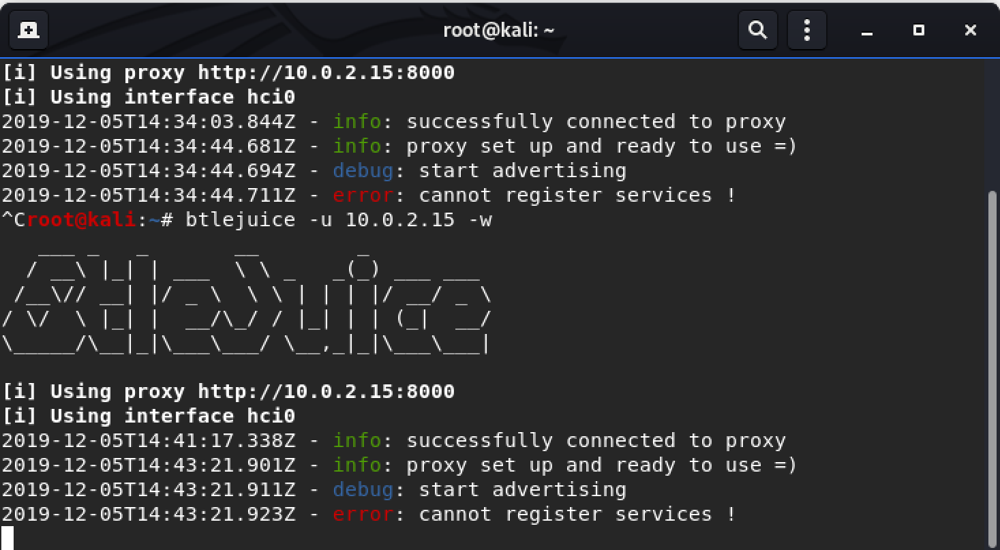 root@kali: ~
[i] Using proxy http://10.0.2.15:8000
[i] Using interface hci0
2019-12-05T14:34:03.844Z - info: successfully connected to proxy
2019-12-05T14:34:44.681Z - info: proxy set up and ready to use =)
2019-12-05T14:34:44.694Z - debug: start advertising
2019-12-05T14:34:44.711Z - error: cannot register services !
^Croot@kali:~# btlejuice -u 10.0.2.15 -w
   ___ _   _       __        _
  / __\ |_| | ___  \ \ _   _(_) ___ ___
 /__\// __| |/ _ \  \ \ | | | |/ __/ _ \
/ \/  \ |_| |  __/\_/ / |_| | | (_|  __/
\_____/\__|_|\___\___/ \__,_|_|\___\___|
[i] Using proxy http://10.0.2.15:8000
[i] Using interface hci0
2019-12-05T14:41:17.338Z - info: successfully connected to proxy
2019-12-05T14:43:21.901Z - info: proxy set up and ready to use =)
2019-12-05T14:43:21.911Z - debug: start advertising
2019-12-05T14:43:21.923Z - error: cannot register services !